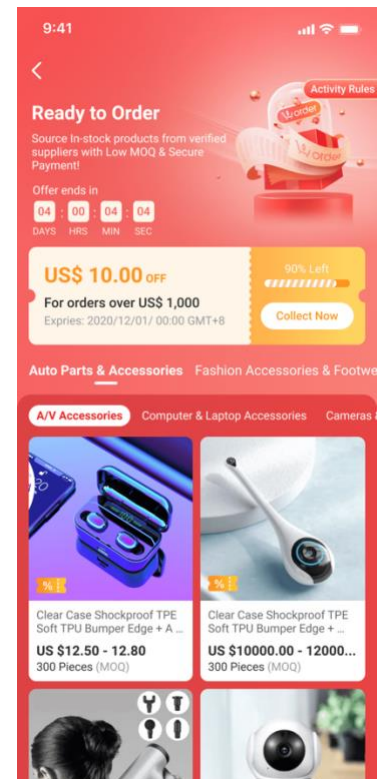 9:41
Activity Rules
Ready to Order
Source In-stock products from verified
suppliers with Low MOQ & Secure
Payment!
Offer ends in
04 : 00 : 04 : 04
DAYS HRS MIN SEC
US$ 10.00 OFF
For orders over US$ 1,000
Expries: 2020/12/01/ 00:00 GMT+8
90% Left
Collect Now
Auto Parts & Accessories Fashion Accessories & Footwe
A/V Accessories Computer & Laptop Accessories Cameras &
%
%
Clear Case Shockproof TPE
Soft TPU Bumper Edge + A ...
US $12.50 - 12.80
300 Pieces (MOQ)
Clear Case Shockproof TPE
Soft TPU Bumper Edge + ...
US $10000.00 - 12000...
300 Pieces (MOQ)